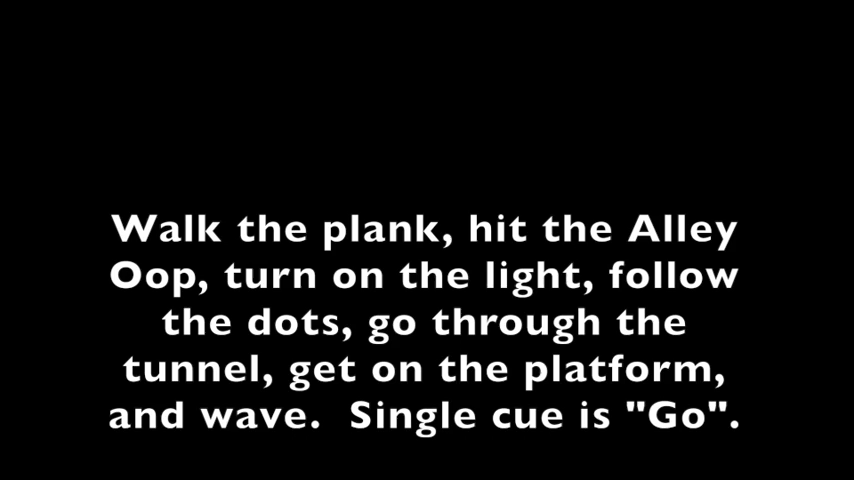 Walk the plank, hit the Alley
Oop, turn on the light, follow
the dots, go through the
tunnel, get on the platform,
and wave.  Single cue is "Go".